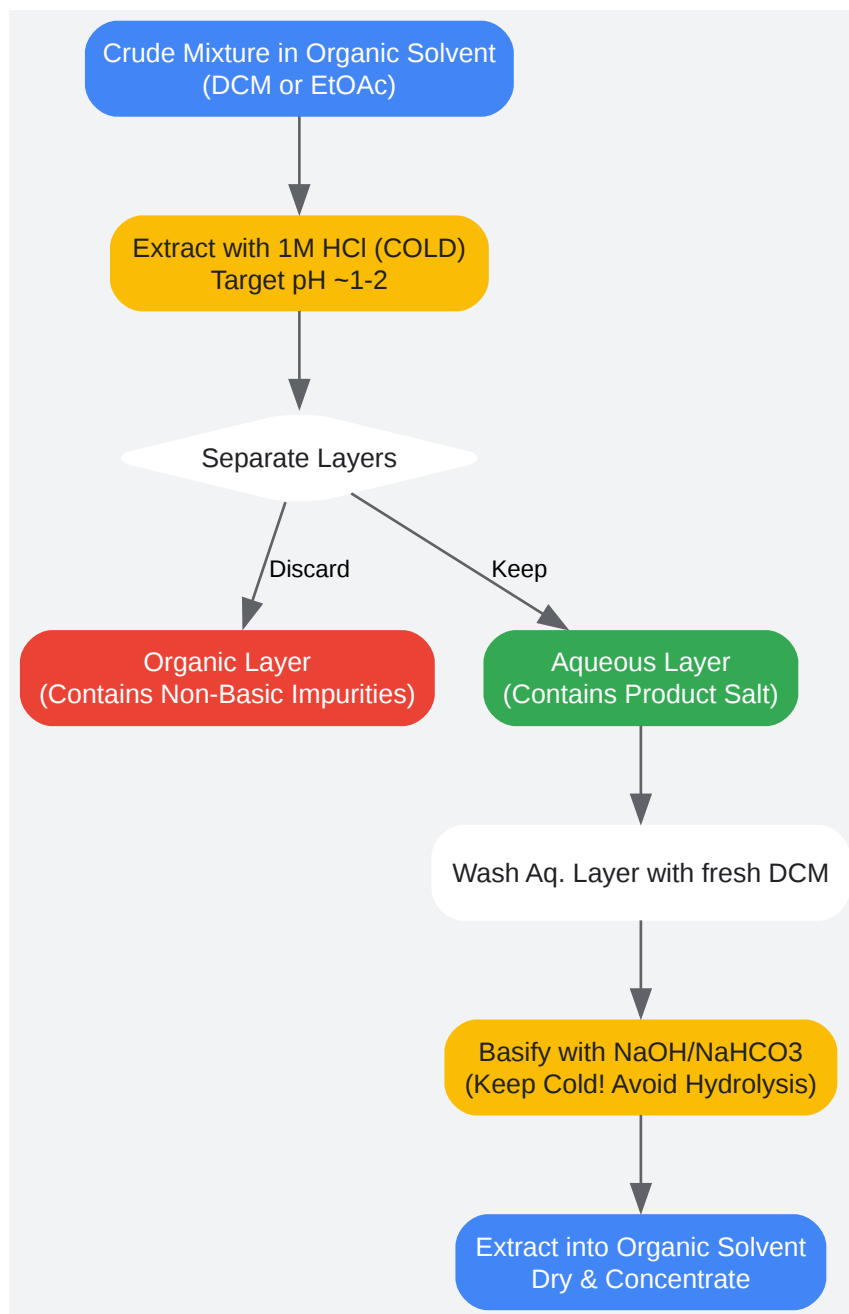 Crude Mixture in Organic Solvent
(DCM or EtOAc)
Extract with 1M HCl (COLD)
Target pH ~1-2
Separate Layers
Discard
Keep
Organic Layer
(Contains Non-Basic Impurities)
Aqueous Layer
(Contains Product Salt)
Wash Aq. Layer with fresh DCM
Basify with NaOH/NaHCO3
(Keep Cold! Avoid Hydrolysis)
Extract into Organic Solvent
Dry & Concentrate